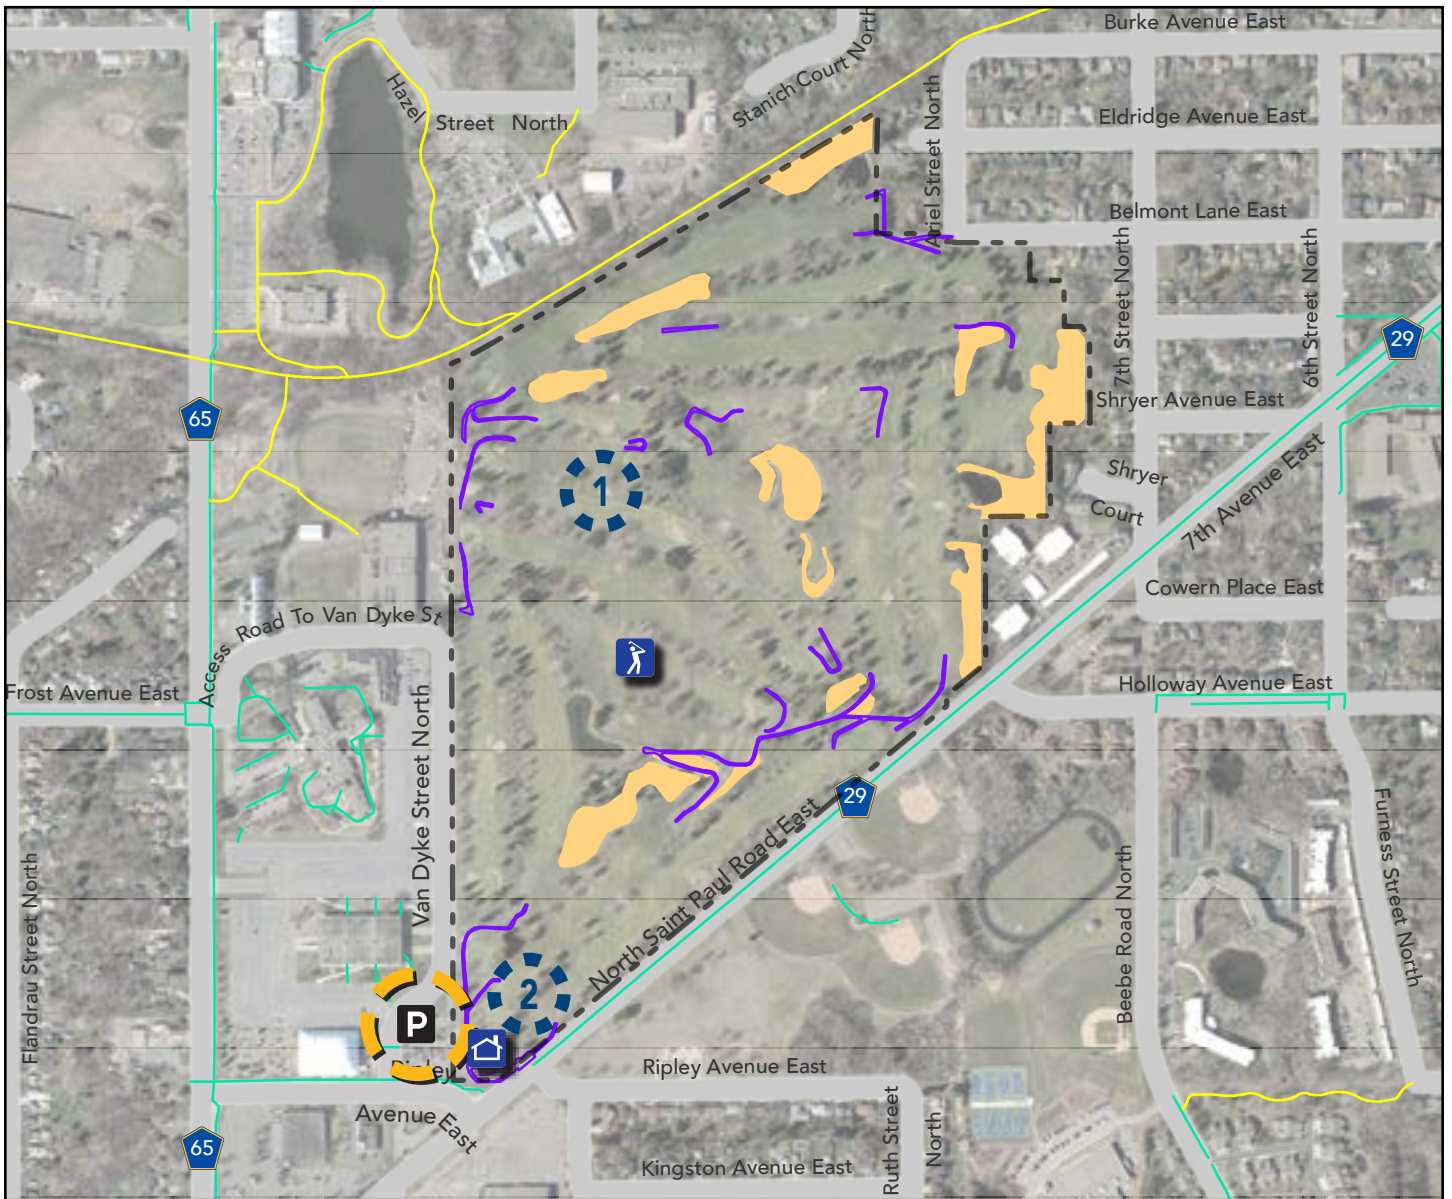 Burke Avenue East
Stanich Court North
Hazel
Street North
Eldridge Avenue East
Ariel Street North
Belmont Lane East
7th Street North
6th Street North
29
65
Shryer Avenue East
Shryer
Court
7th Avenue East
1
Cowern Place East
Access Road To Van Dyke St
Frost Avenue East
Holloway Avenue East
Van Dyke Street North
29
North Saint Paul Road East
Furness Street North
Flandrau Street North
Beebe Road North
2
P
Ripley
Avenue East
Ripley Avenue East
Ruth Street
North
65
Kingston Avenue East